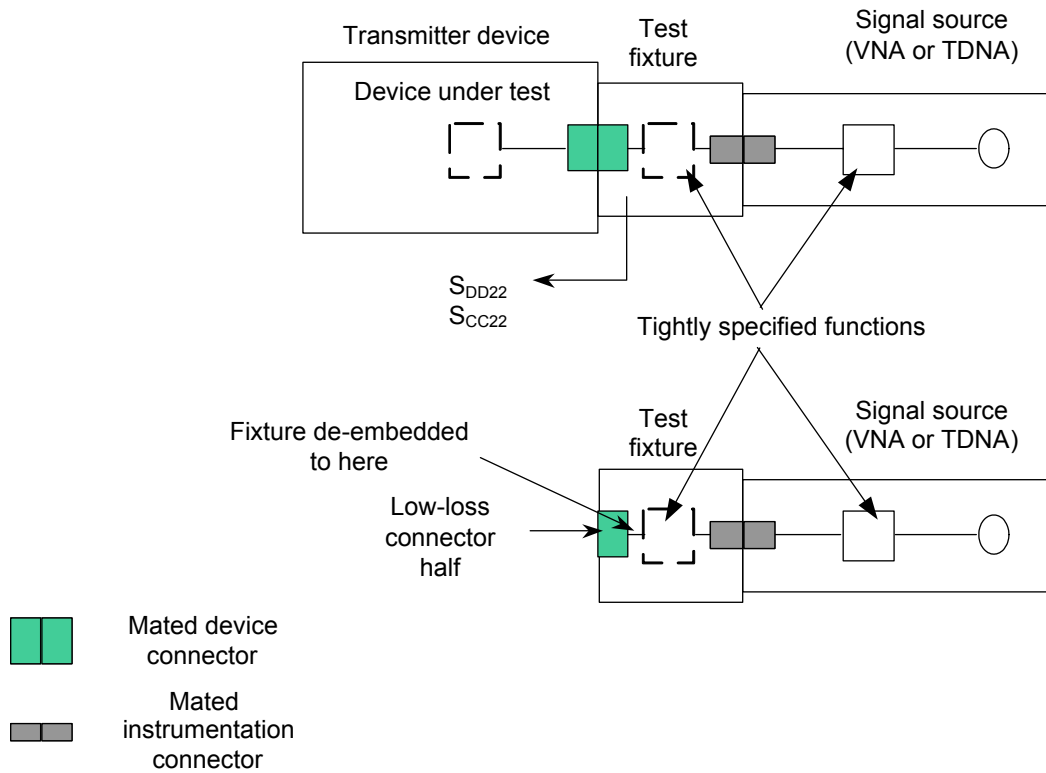 Transmitter device
Test
fixture
Signal source
(VNA or TDNA)
Device under test
SDD22
SCC22
Tightly specified functions
Fixture de-embedded
to here
Test
fixture
Signal source
(VNA or TDNA)
Low-loss
connector
half
Mated device
connector
Mated
instrumentation
connector